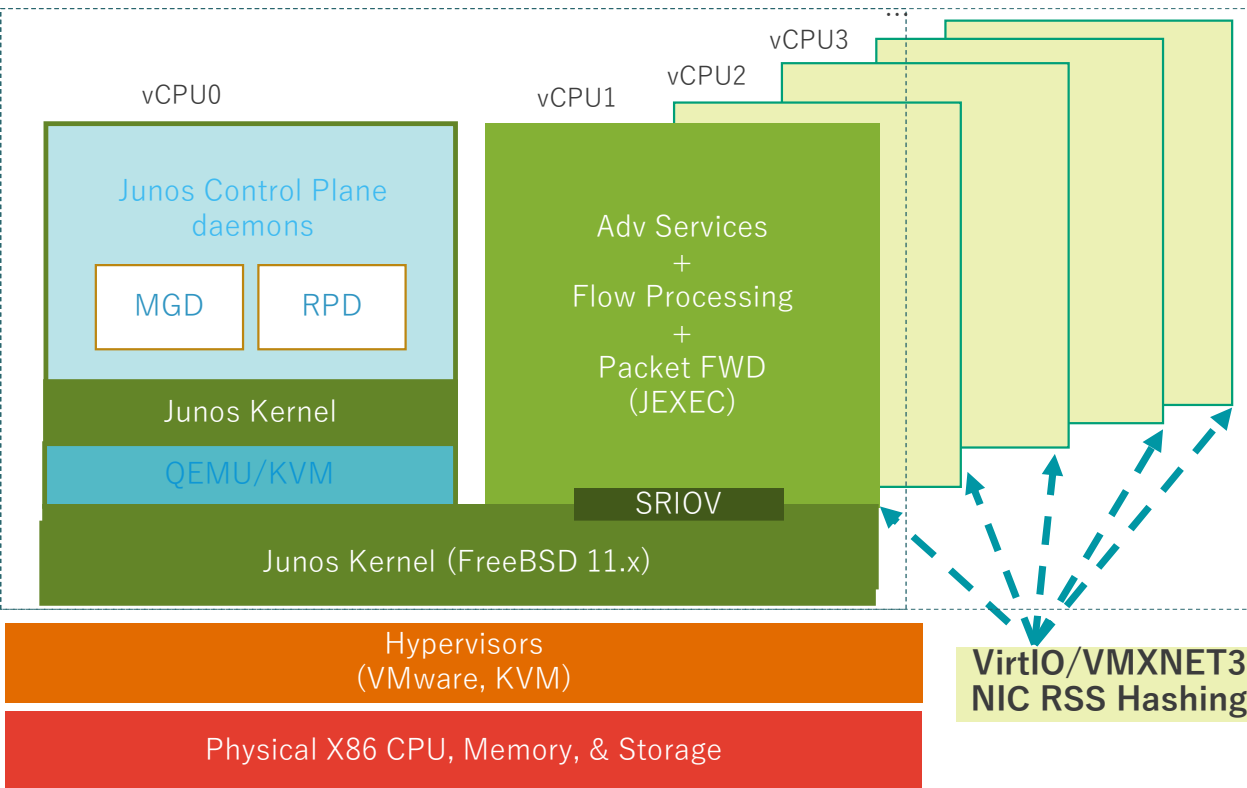 ...
vCPU3
vCPU2
vCPU0
vCPU1
Junos Control Plane
daemons
MGD
RPD
Junos Kernel
QEMU/KVM
Adv Services
+
Flow Processing
+
Packet FWD
(JEXEC)
SRIOV
Junos Kernel (FreeBSD 11.x)
Hypervisors
(VMware, KVM)
Physical X86 CPU, Memory, & Storage
VirtIO/VMXNET3
NIC RSS Hashing